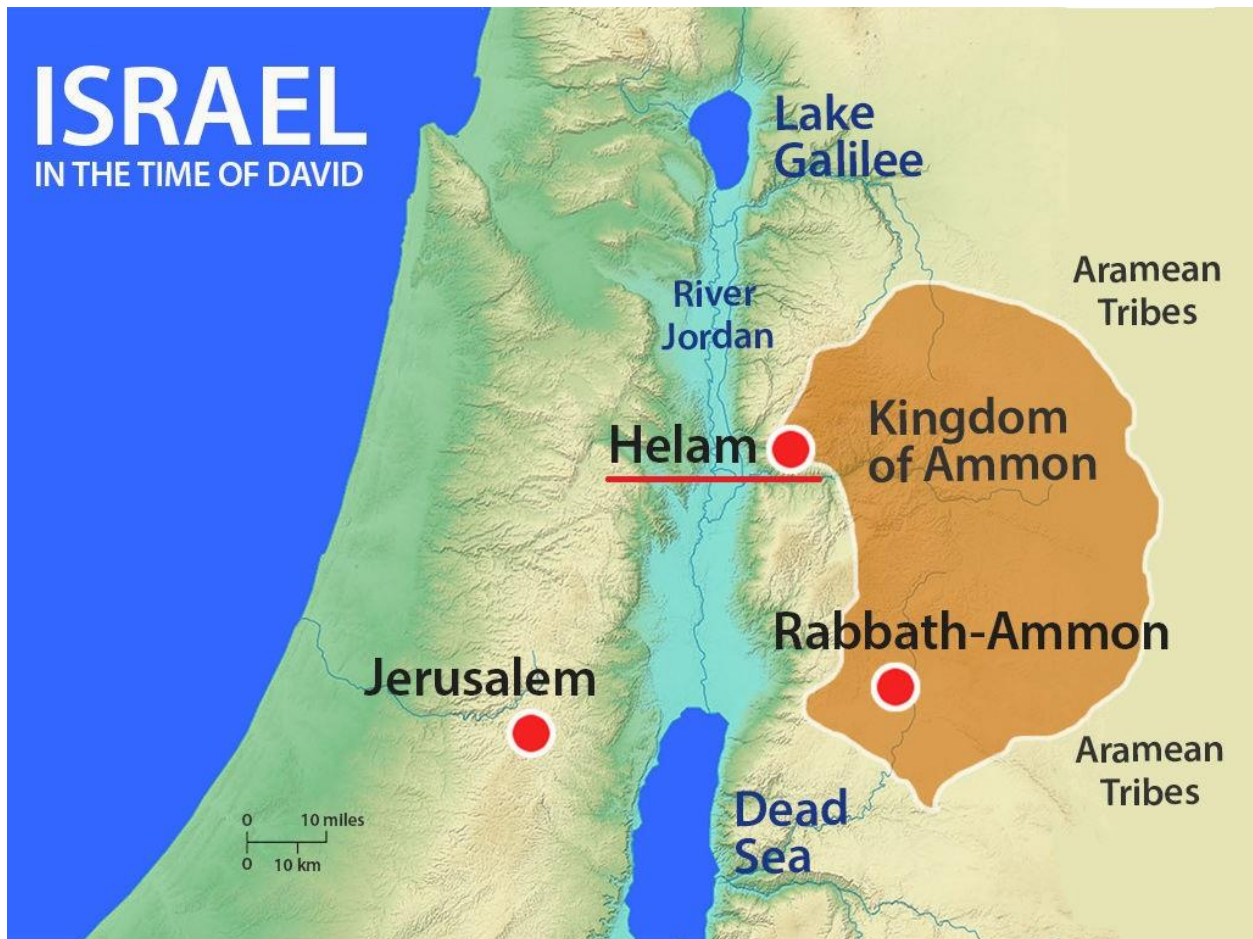 ISRAEL
IN THE TIME OF DAVID
Lake
Galilee
Aramean
Tribes
River
Jordan
Kingdom
of Ammon
Helam
Rabbath-Ammon
Jerusalem
Aramean
Tribes
Dead
Sea
0 10 miles
0 10 km